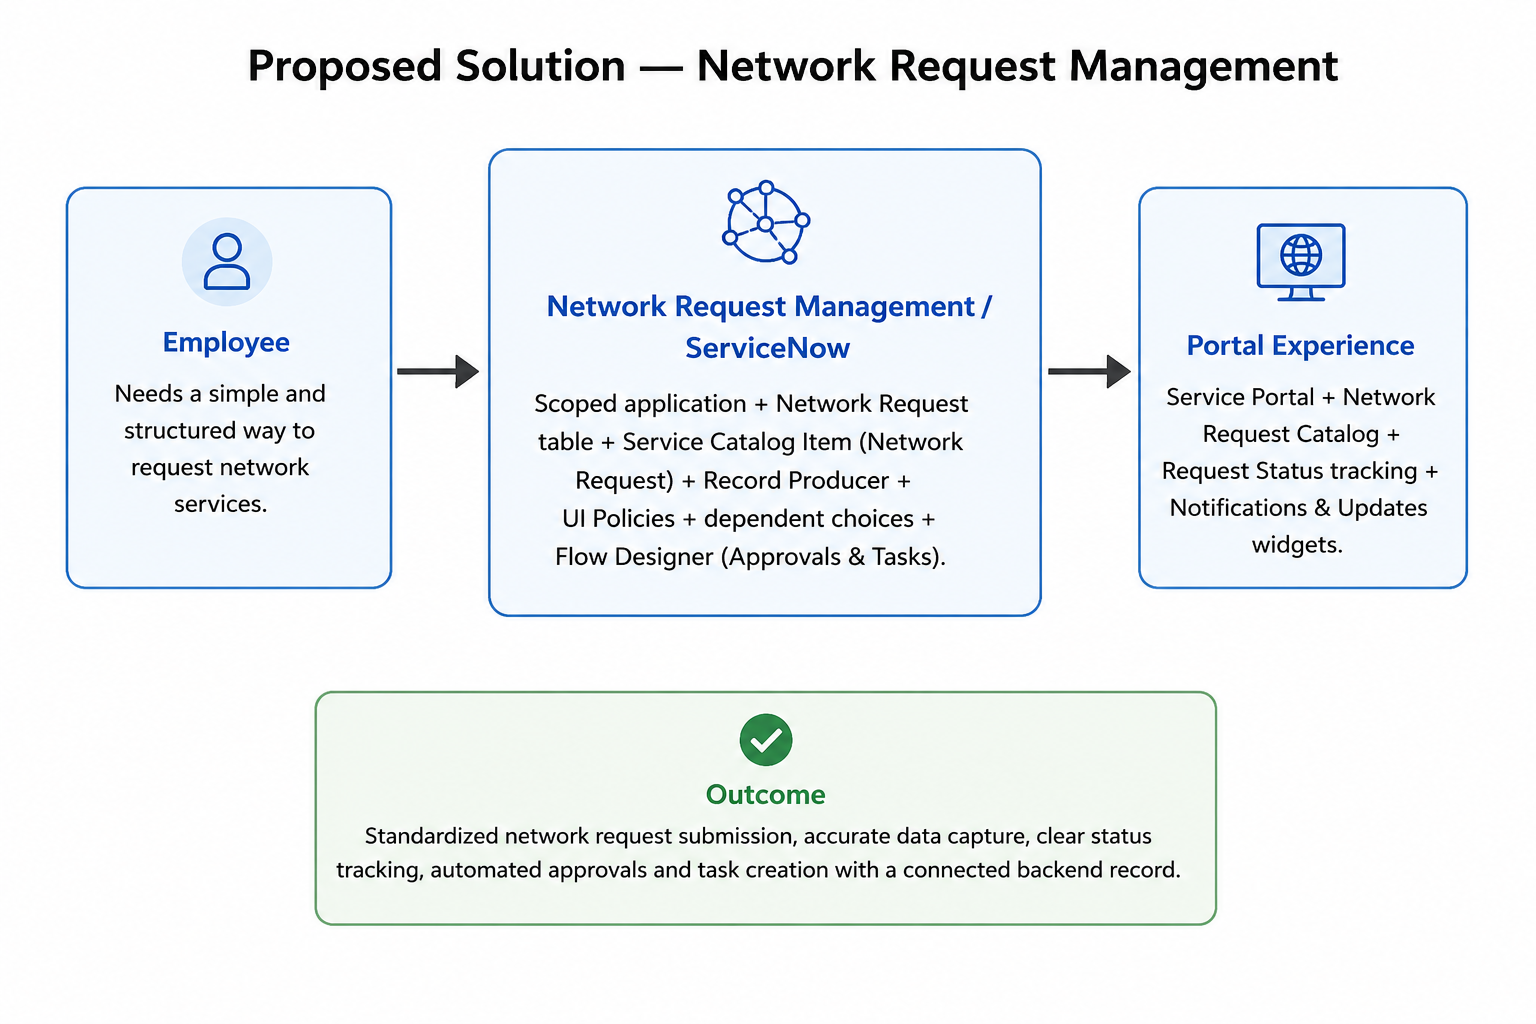 Proposed Solution — Network Request Management
Employee
Needs a simple and
structured way to
request network
services.
Network Request Management /
ServiceNow
Scoped application + Network Request
table + Service Catalog Item (Network
Request) + Record Producer +
UI Policies + dependent choices +
Flow Designer (Approvals & Tasks).
Portal Experience
Service Portal + Network
Request Catalog +
Request Status tracking +
Notifications & Updates
widgets.
Outcome
Standardized network request submission, accurate data capture, clear status
tracking, automated approvals and task creation with a connected backend record.